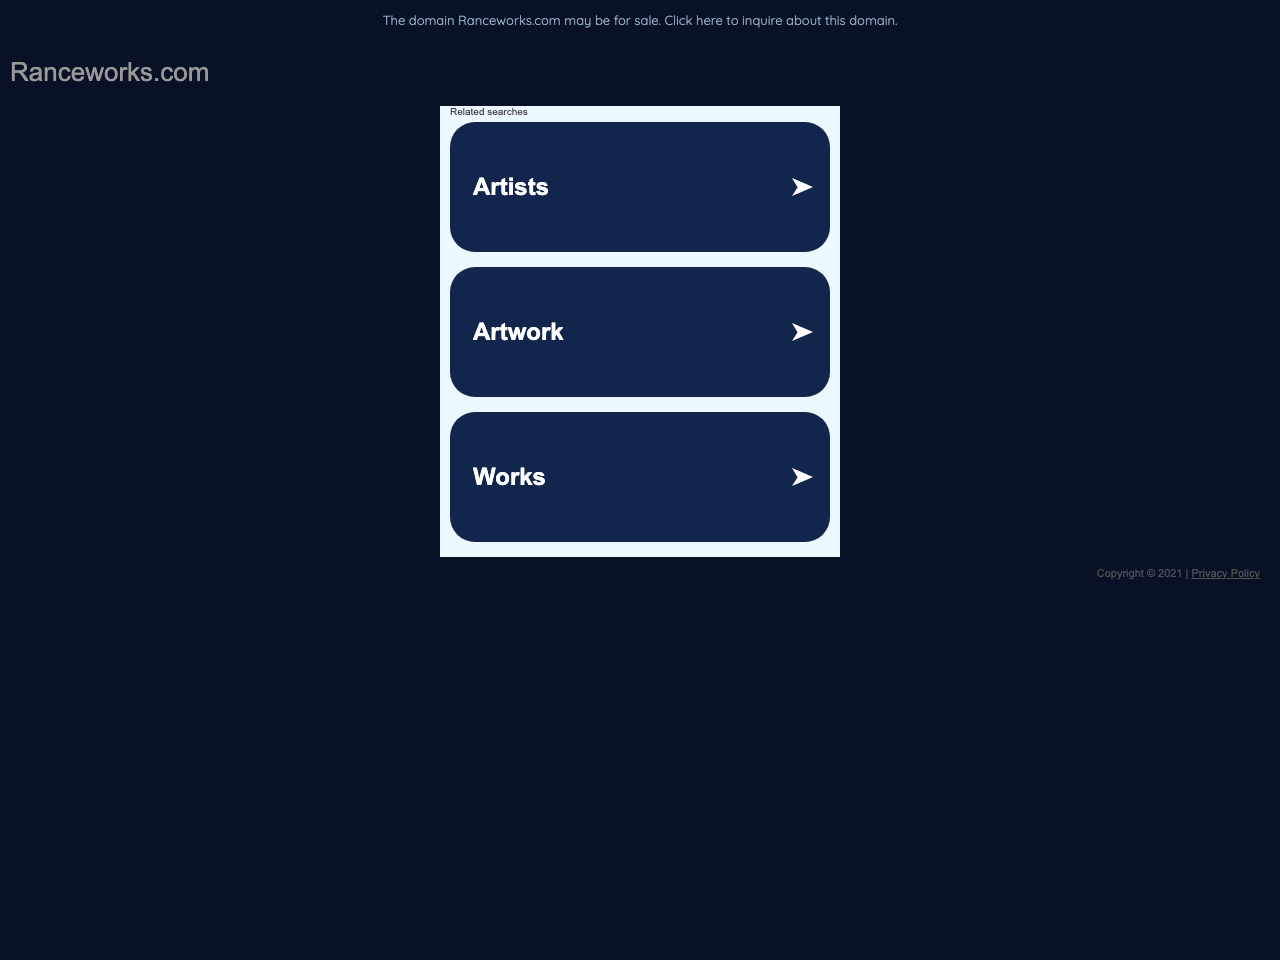 The domain Ranceworks.com may be for sale. Click here to inquire about this domain.
Ranceworks.com
Related searches
Artists
Artwork
Works
Copyright © 2021 | Privacy Policy